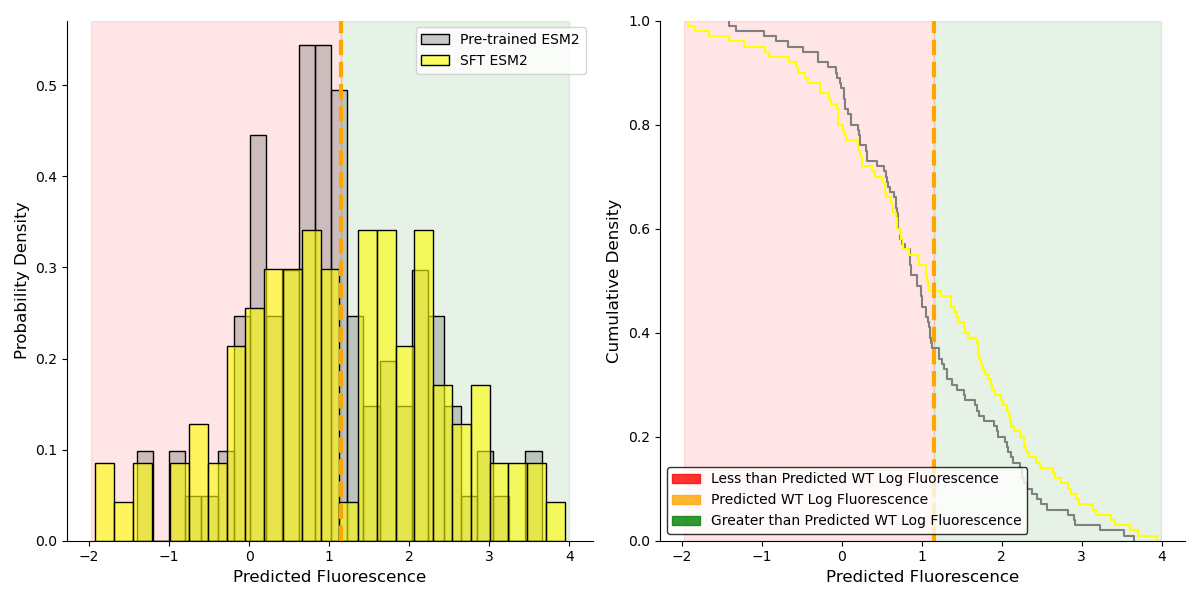 Pre-trained ESM2
SFT ESM2
Probability Density
0.0
0.1
0.2
0.3
0.4
0.5
−2
−1
0
1
2
3
4
Predicted Fluorescence
Cumulative Density
0.0
0.2
0.4
0.6
0.8
1.0
Less than Predicted WT Log Fluorescence
Predicted WT Log Fluorescence
Greater than Predicted WT Log Fluorescence
−2
−1
0
1
2
3
4
Predicted Fluorescence